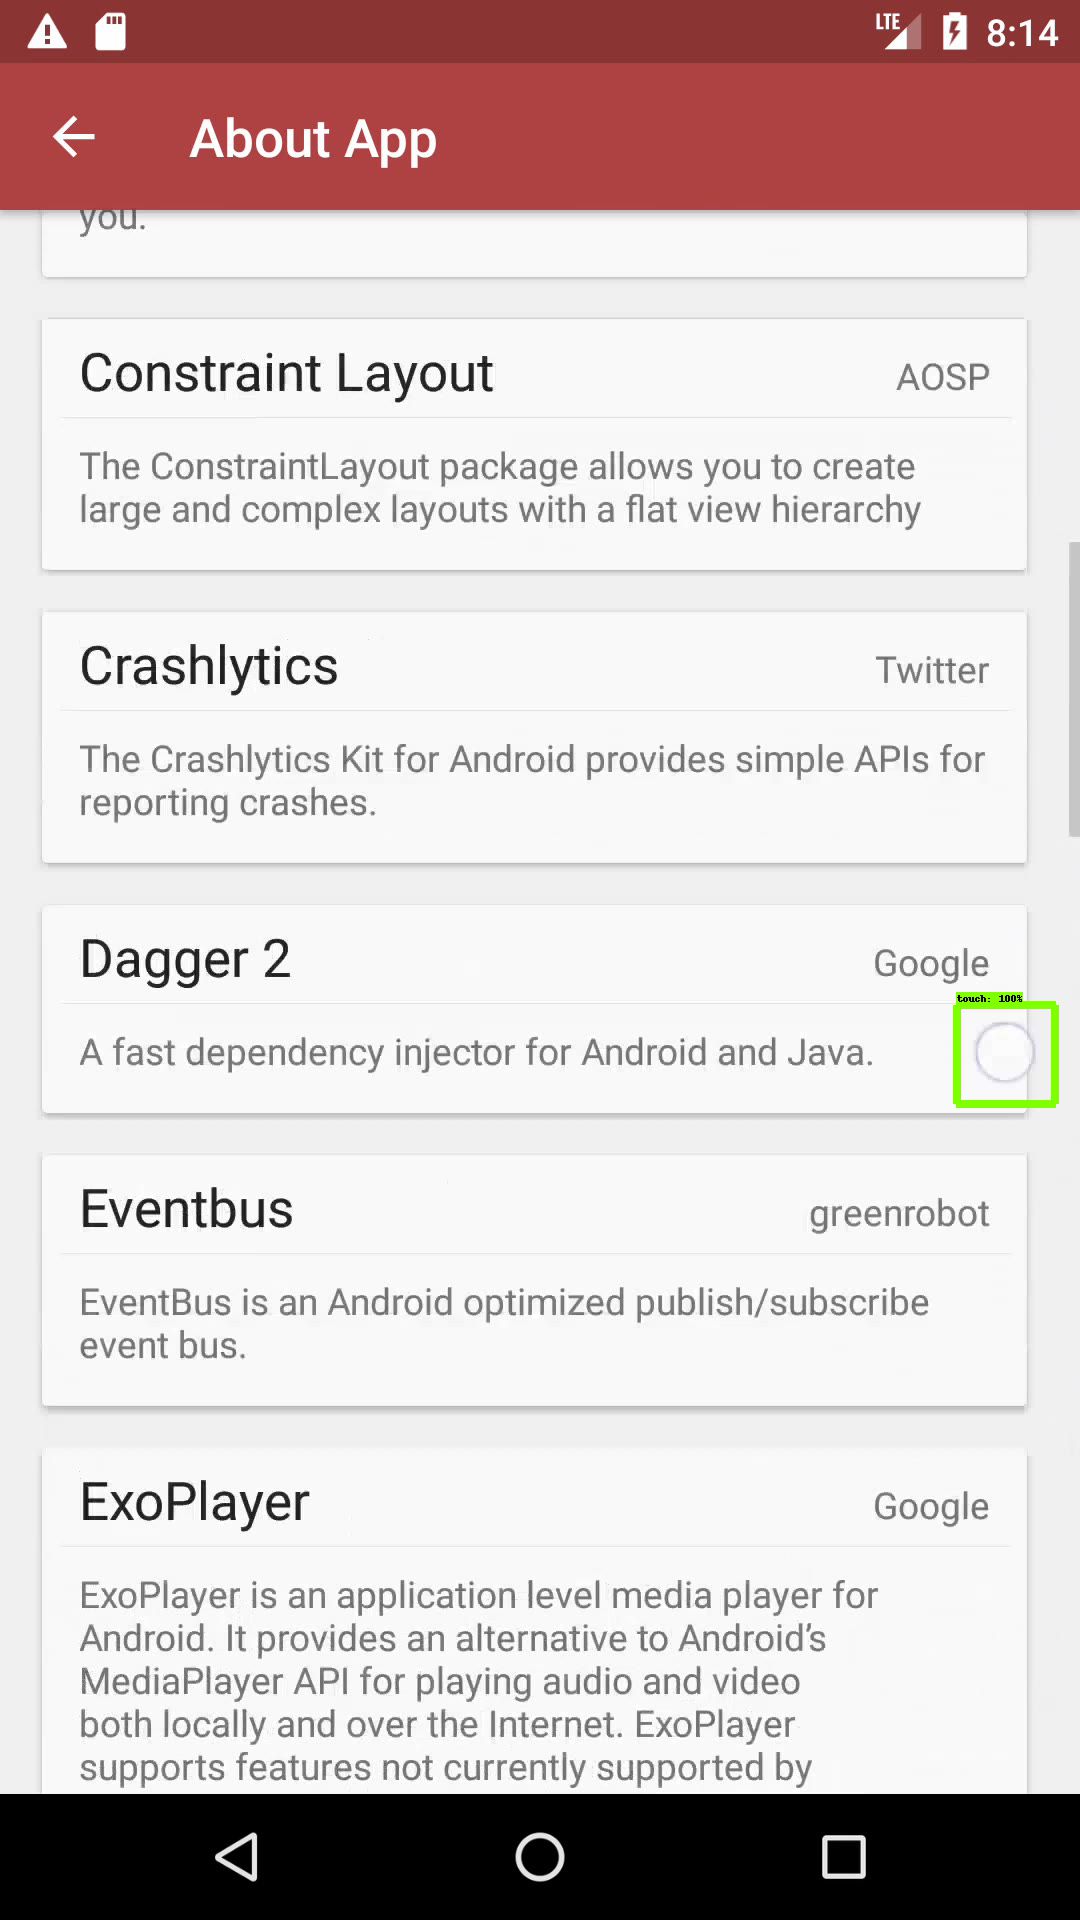 LTE 8:14
About App
you.
Constraint Layout AOSP
The ConstraintLayout package allows you to create
large and complex layouts with a flat view hierarchy
Crashlytics Twitter
The Crashlytics Kit for Android provides simple APIs for
reporting crashes.
Dagger 2 Google
touch: 100%
A fast dependency injector for Android and Java.
Eventbus greenrobot
EventBus is an Android optimized publish/subscribe
event bus.
ExoPlayer Google
ExoPlayer is an application level media player for
Android. It provides an alternative to Android’s
MediaPlayer API for playing audio and video
both locally and over the Internet. ExoPlayer
supports features not currently supported by